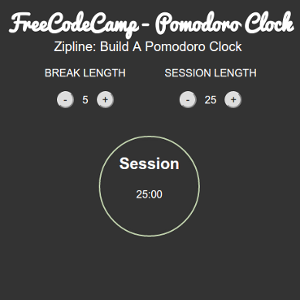 FreeCodeCamp - Pomodoro Clock
Zipline: Build A Pomodoro Clock
BREAK LENGTH SESSION LENGTH
- 5 + - 25 +
Session
25:00